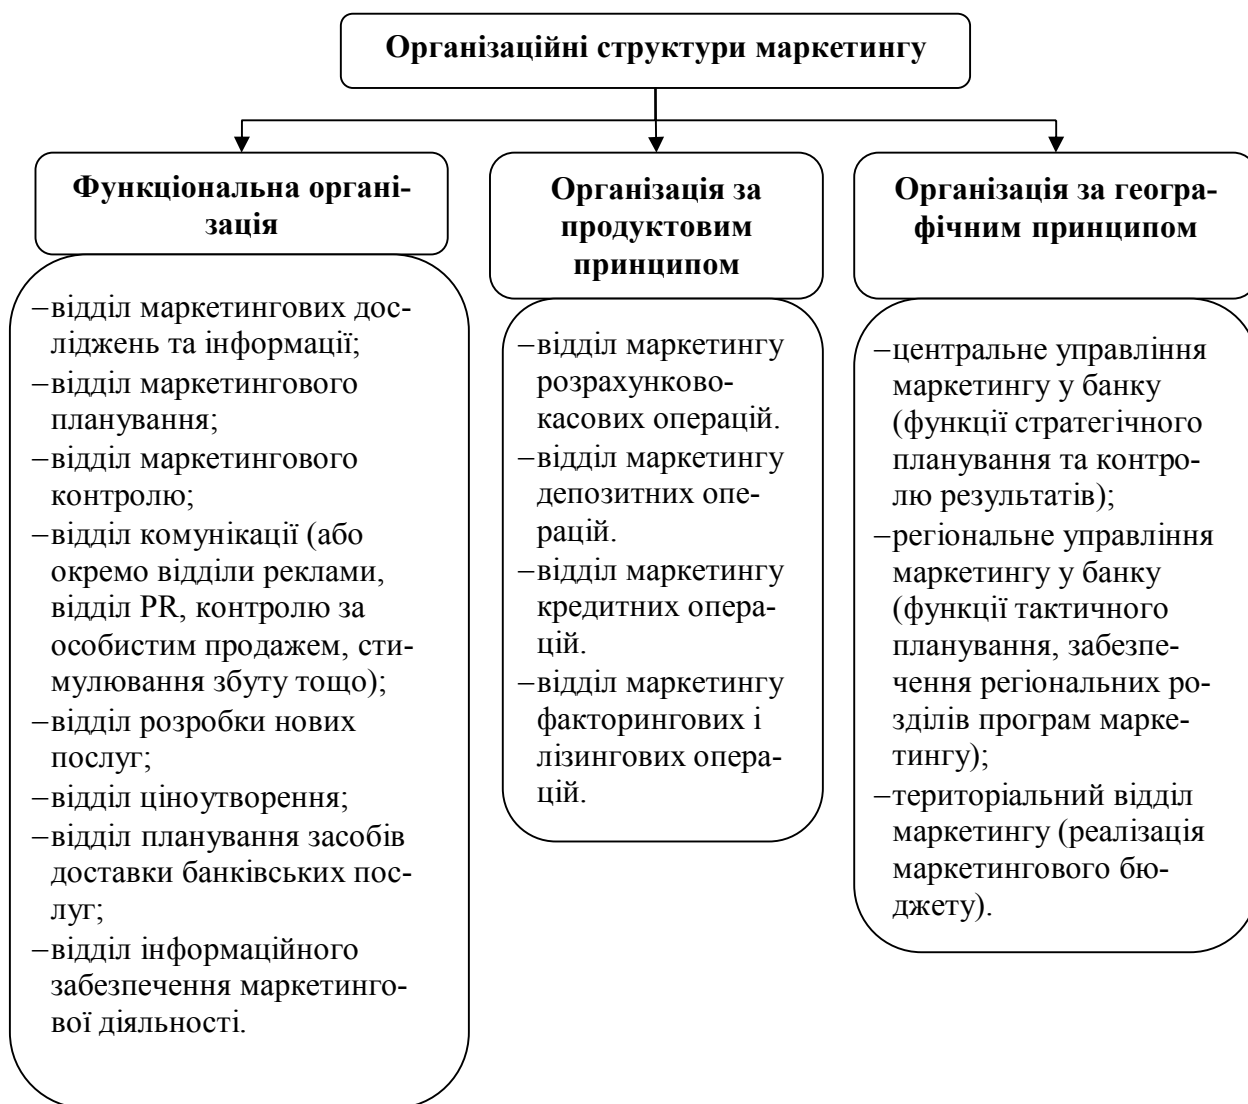 Організаційні структури маркетингу
Функціональна органі-
зація
−відділ маркетингових дос-
ліджень та інформації;
−відділ маркетингового
планування;
−відділ маркетингового
контролю;
−відділ комунікації (або
окремо відділи реклами,
відділ PR, контролю за
особистим продажем, сти-
мулювання збуту тощо);
−відділ розробки нових
послуг;
−відділ ціноутворення;
−відділ планування засобів
доставки банківських пос-
луг;
−відділ інформаційного
забезпечення маркетинго-
вої діяльності.
Організація за
продуктовим
принципом
−відділ маркетингу
розрахунково-
касових операцій.
−відділ маркетингу
депозитних опе-
рацій.
−відділ маркетингу
кредитних опера-
цій.
−відділ маркетингу
факторингових і
лізингових опера-
цій.
Організація за геогра-
фічним принципом
−центральне управління
маркетингу у банку
(функції стратегічного
планування та контро-
лю результатів);
−регіональне управління
маркетингу у банку
(функції тактичного
планування, забезпе-
чення регіональних ро-
зділів програм марке-
тингу);
−територіальний відділ
маркетингу (реалізація
маркетингового бю-
джету).